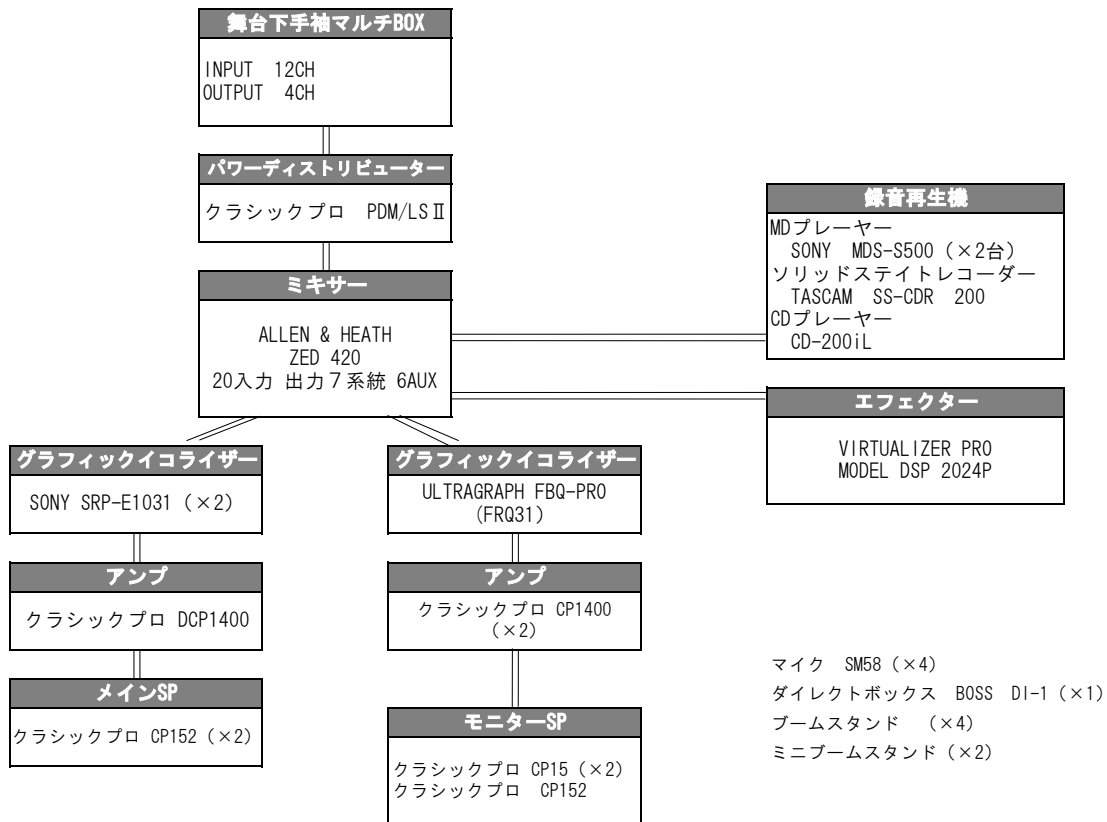 舞台下手袖マルチBOX
INPUT 12CH
OUTPUT 4CH
パワーディストリビューター
クラシックプロ PDM/LSⅡ
ミキサー
ALLEN & HEATH
ZED 420
20入力 出力７系統 6AUX
録音再生機
MDプレーヤー
SONY MDS-S500（×2台）
ソリッドステイトレコーダー
TASCAM SS-CDR 200
CDプレーヤー
CD-200iL
エフェクター
VIRTUALIZER PRO
MODEL DSP 2024P
グラフィックイコライザー
SONY SRP-E1031（×2）
アンプ
クラシックプロ DCP1400
メインSP
クラシックプロ CP152（×2）
グラフィックイコライザー
ULTRAGRAPH FBQ-PRO
(FRQ31)
アンプ
クラシックプロ CP1400
（×2）
モニターSP
クラシックプロ CP15（×2）
クラシックプロ CP152
マイク SM58（×4）
ダイレクトボックス BOSS DI-1（×1）
ブームスタンド （×4）
ミニブームスタンド（×2）